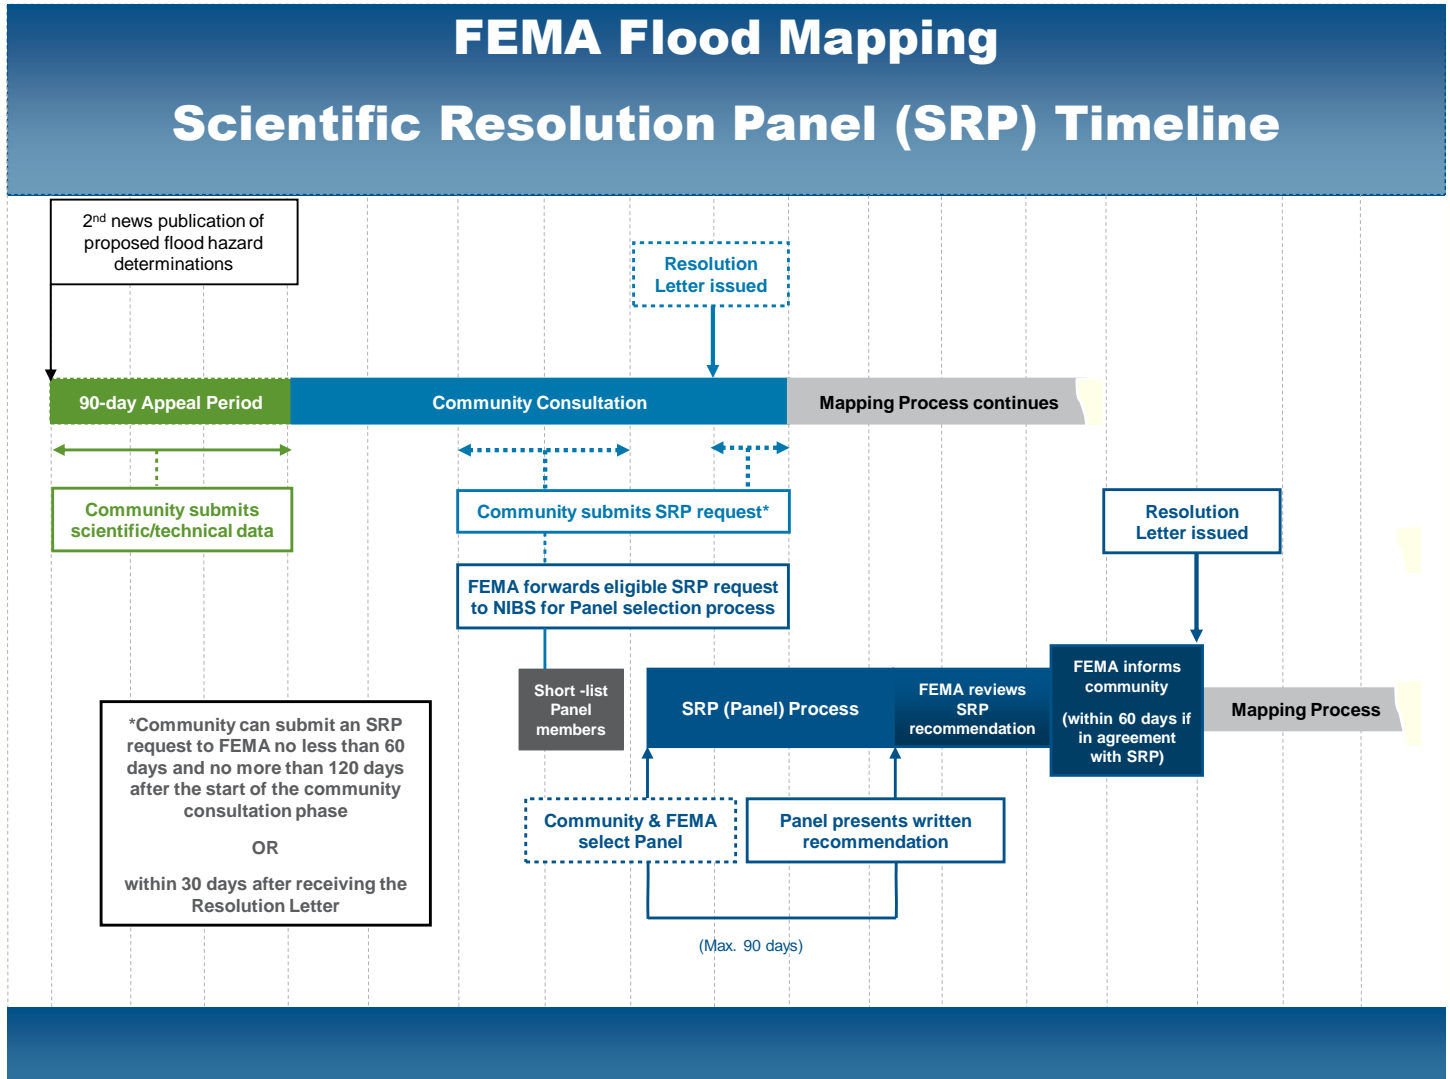 FEMA Flood Mapping
Scientific Resolution Panel (SRP) Timeline
2nd news publication of
proposed flood hazard
determinations
Resolution
Letter issued
90-day Appeal Period
Community Consultation
Mapping Process continues
Community submits
scientific/technical data
Community submits SRP request*
Resolution
Letter issued
FEMA forwards eligible SRP request
to NIBS for Panel selection process
Short -list
Panel
members
SRP (Panel) Process
FEMA reviews
SRP
recommendation
FEMA informs
community
(within 60 days if
in agreement
with SRP)
Mapping Process
*Community can submit an SRP
request to FEMA no less than 60
days and no more than 120 days
after the start of the community
consultation phase
OR
within 30 days after receiving the
Resolution Letter
Community & FEMA
select Panel
Panel presents written
recommendation
(Max. 90 days)